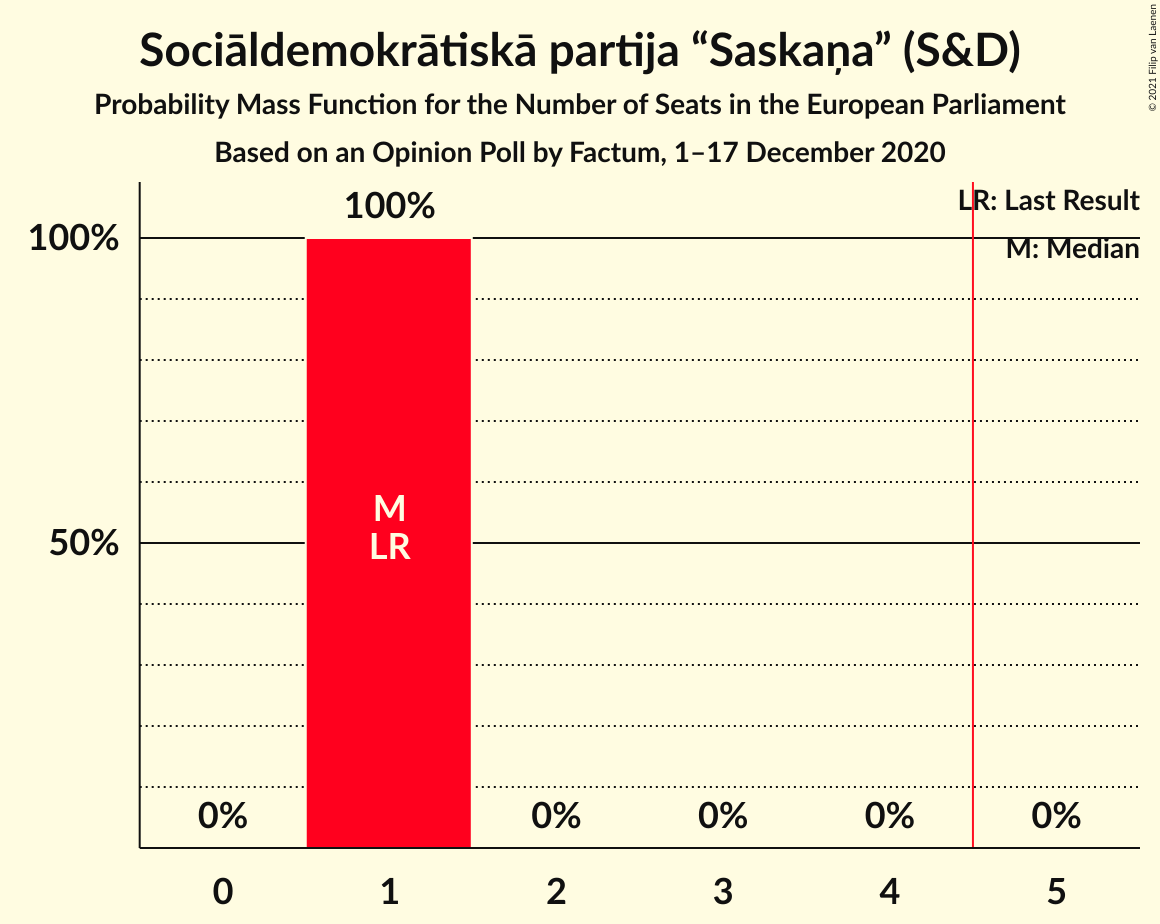 Sociāldemokrātiskā partija “Saskaņa” (S&D)
Probability Mass Function for the Number of Seats in the European Parliament
Based on an Opinion Poll by Factum, 1–17 December 2020
© 2021 Filip van Laenen
LR: Last Result
M: Median
100%
100%
50%
M
LR
0%
0%
0%
0%
0%
0
1
2
3
4
5